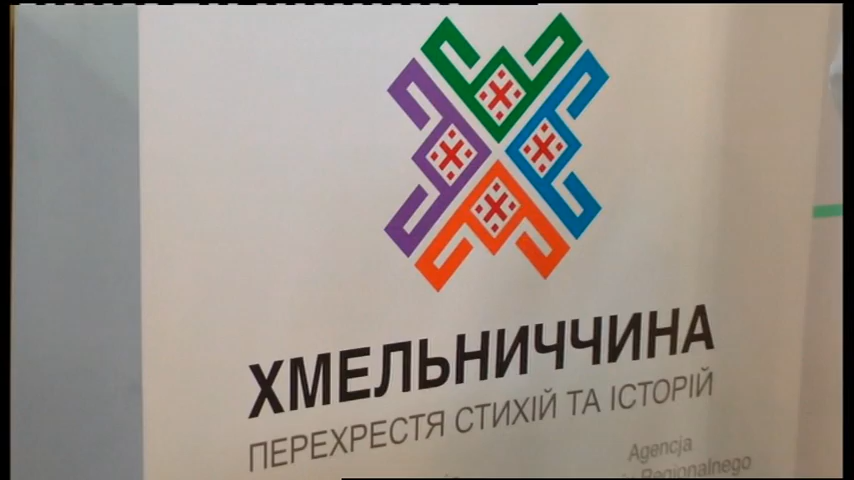 ХМЕЛЬНИЧЧИНА
ПЕРЕХРЕСТЯ СТИХІЙ ТА ІСТОРІЙ
Agencja
Regionalnego